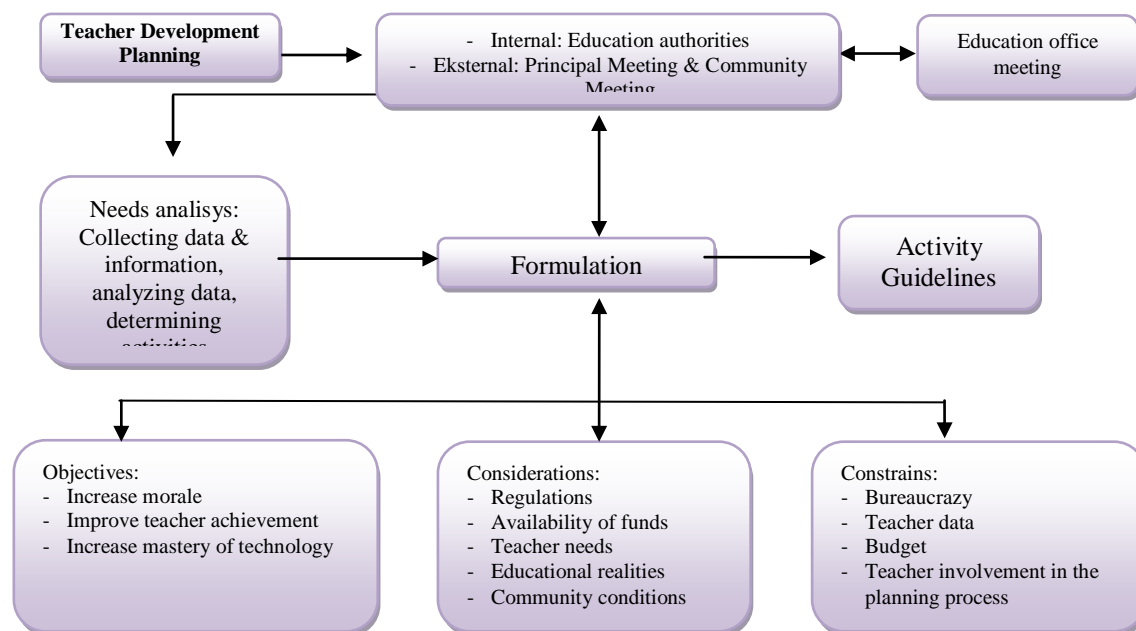 Teacher Development
Planning
- Internal: Education authorities
- Eksternal: Principal Meeting & Community
Meeting
Education office
meeting
Needs analisys:
Collecting data &
information,
analyzing data,
determining
activities
Formulation
Activity
Guidelines
Objectives:
- Increase morale
- Improve teacher achievement
- Increase mastery of technology
Considerations:
- Regulations
- Availability of funds
- Teacher needs
- Educational realities
- Community conditions
Constrains:
- Bureaucrazy
- Teacher data
- Budget
- Teacher involvement in the
planning process